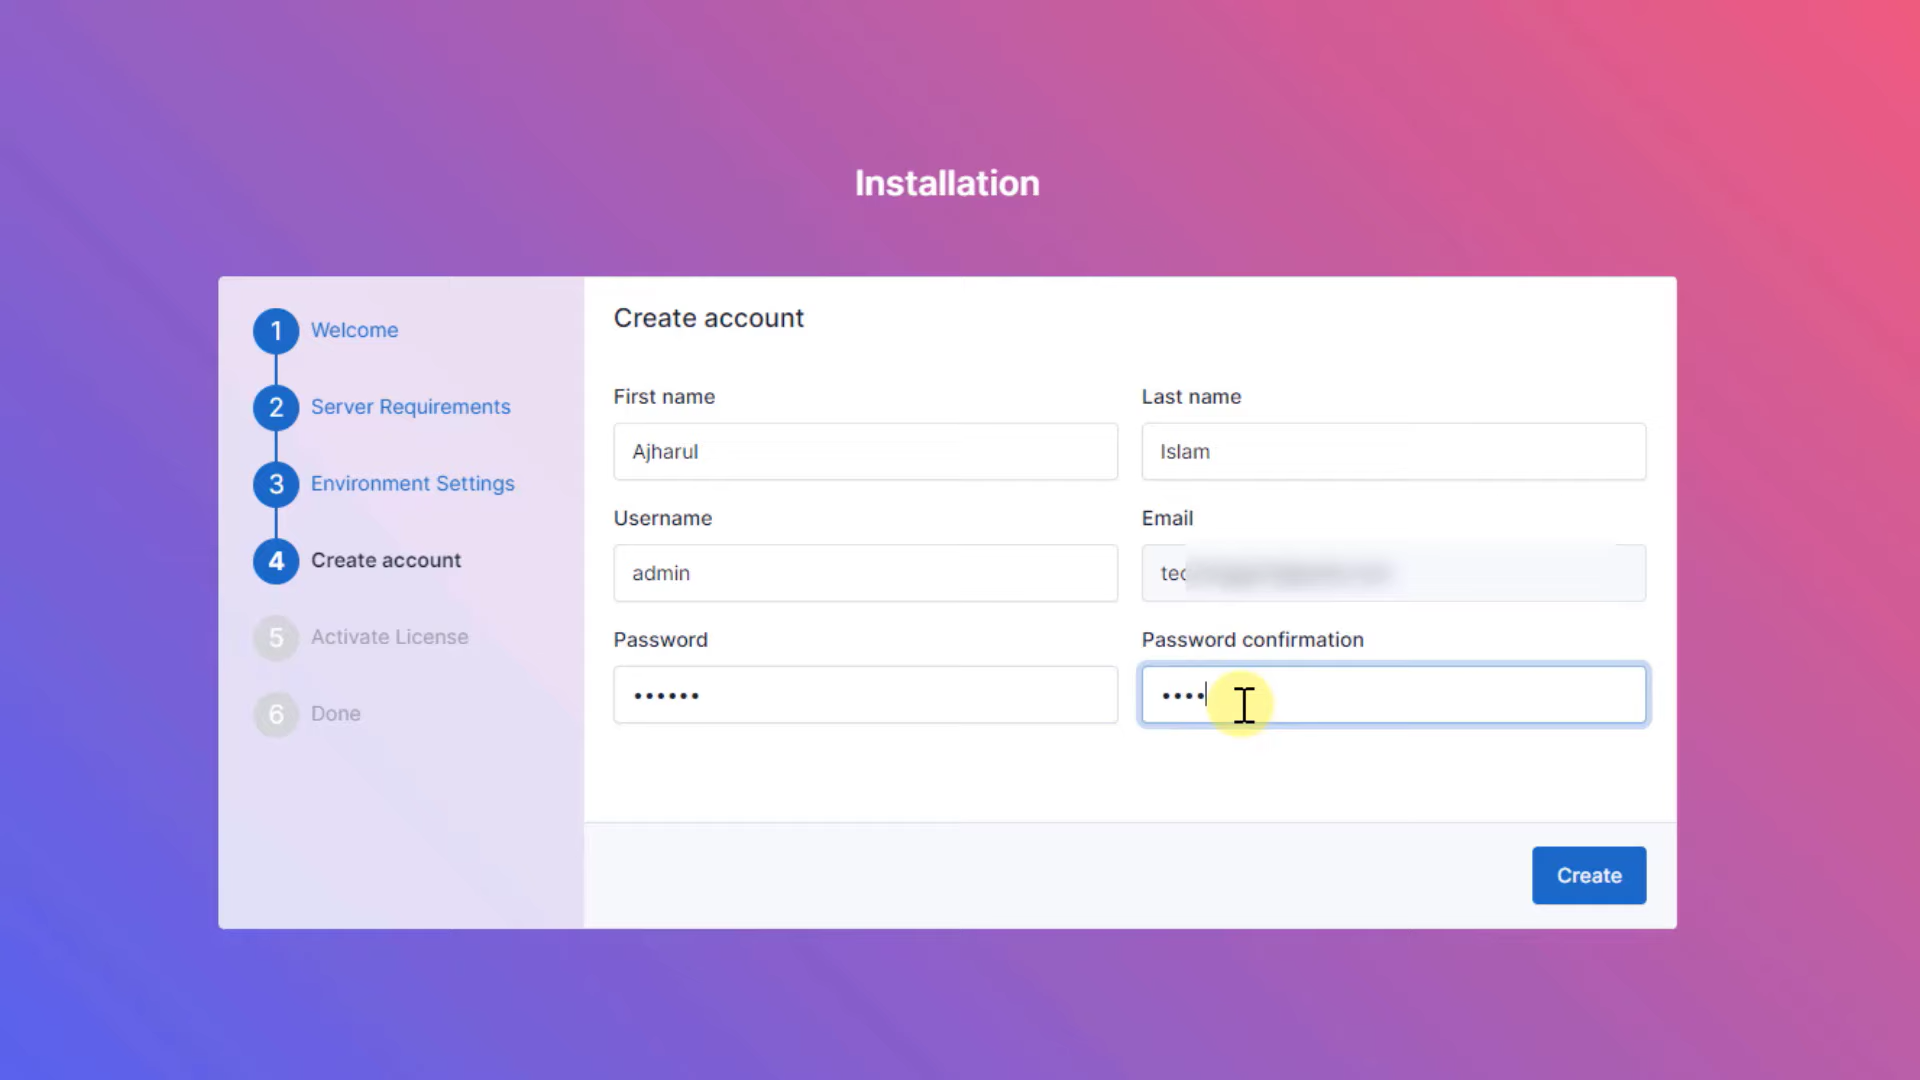 Installation
1 Welcome
2 Server Requirements
3 Environment Settings
4 Create account
5 Activate License
6 Done
Create account
First name
Last name
Ajharul
Islam
Username
Email
admin
tec
Password
Password confirmation
••••••
••••
Create